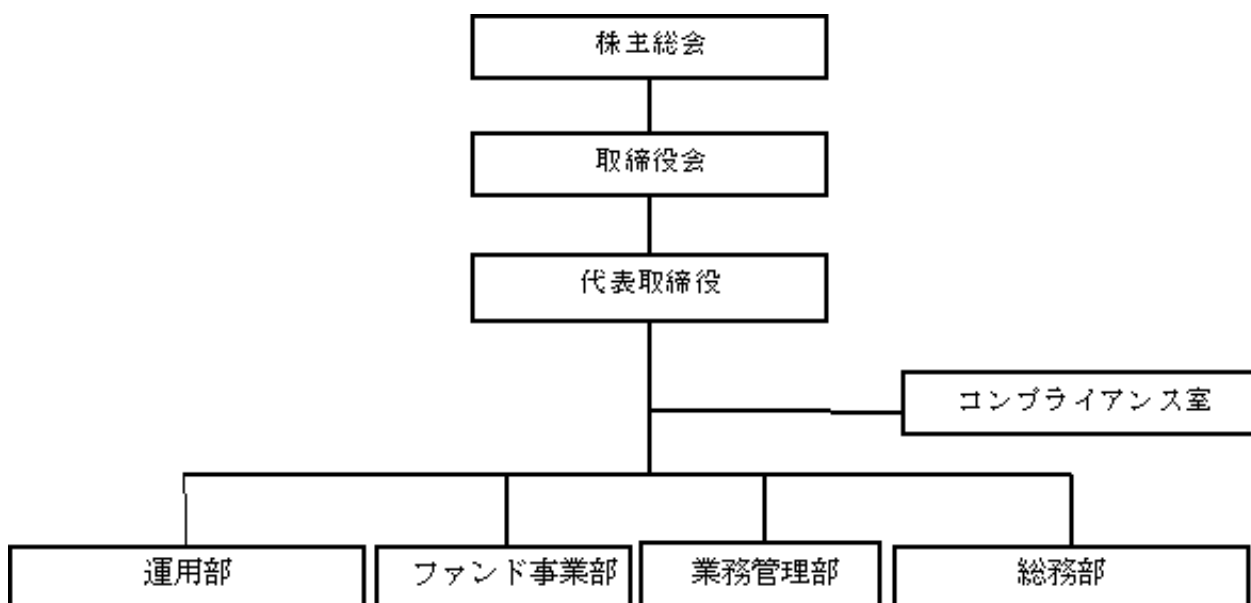 株主総会
取締役会
代表取締役
コンプライアンス室
運用部
ファンド事業部
業務管理部
総務部